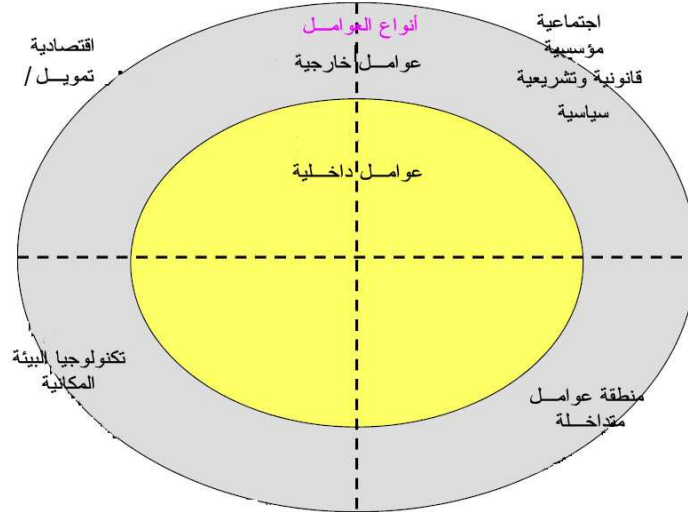 أنواع العوامل
عوامل خارجية
اجتماعية
مؤسسية
قانونية وتشريعية
سياسية
اقتصادية
تمويل /
عوامل داخلية
تكنولوجيا البيئة
المكانية
منطقة عوامل
متداخلة